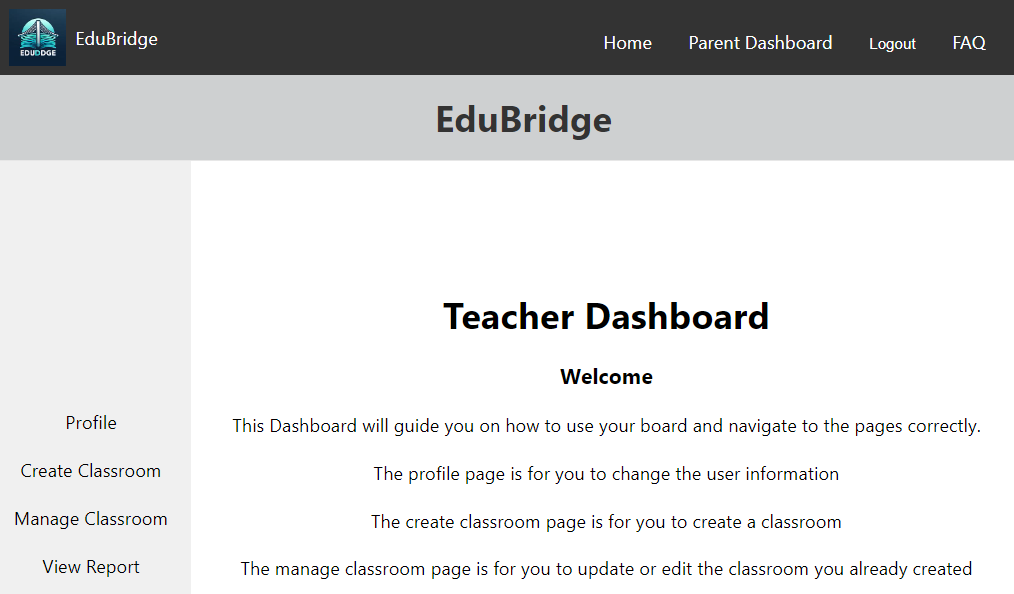 EDUDDGE
EduBridge
Home
Parent Dashboard
Logout
FAQ
EduBridge
Profile
Create Classroom
Manage Classroom
View Report
Teacher Dashboard
Welcome
This Dashboard will guide you on how to use your board and navigate to the pages correctly.
The profile page is for you to change the user information
The create classroom page is for you to create a classroom
The manage classroom page is for you to update or edit the classroom you already created